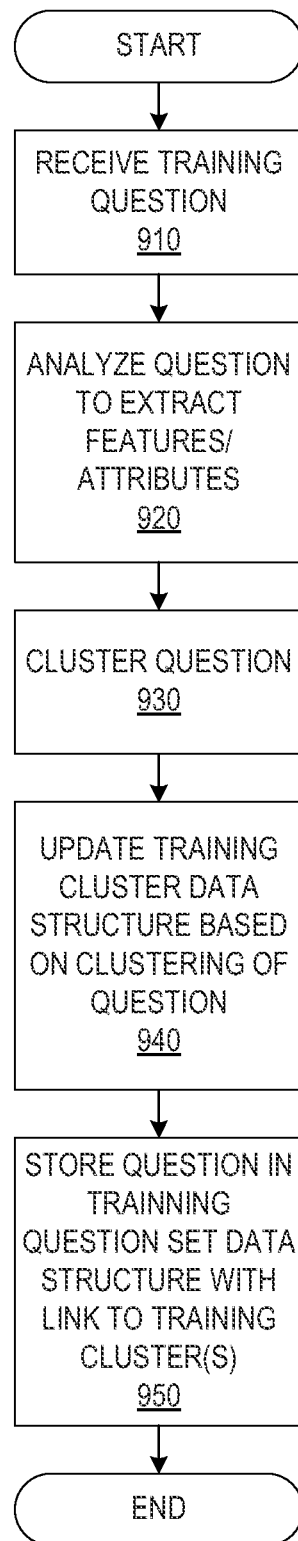 START
RECEIVE TRAINING
QUESTION
910
ANALYZE QUESTION
TO EXTRACT
FEATURES/
ATTRIBUTES
920
CLUSTER QUESTION
930
UPDATE TRAINING
CLUSTER DATA
STRUCTURE BASED
ON CLUSTERING OF
QUESTION
940
STORE QUESTION IN
TRAINNING
QUESTION SET DATA
STRUCTURE WITH
LINK TO TRAINING
CLUSTER(S)
950
END